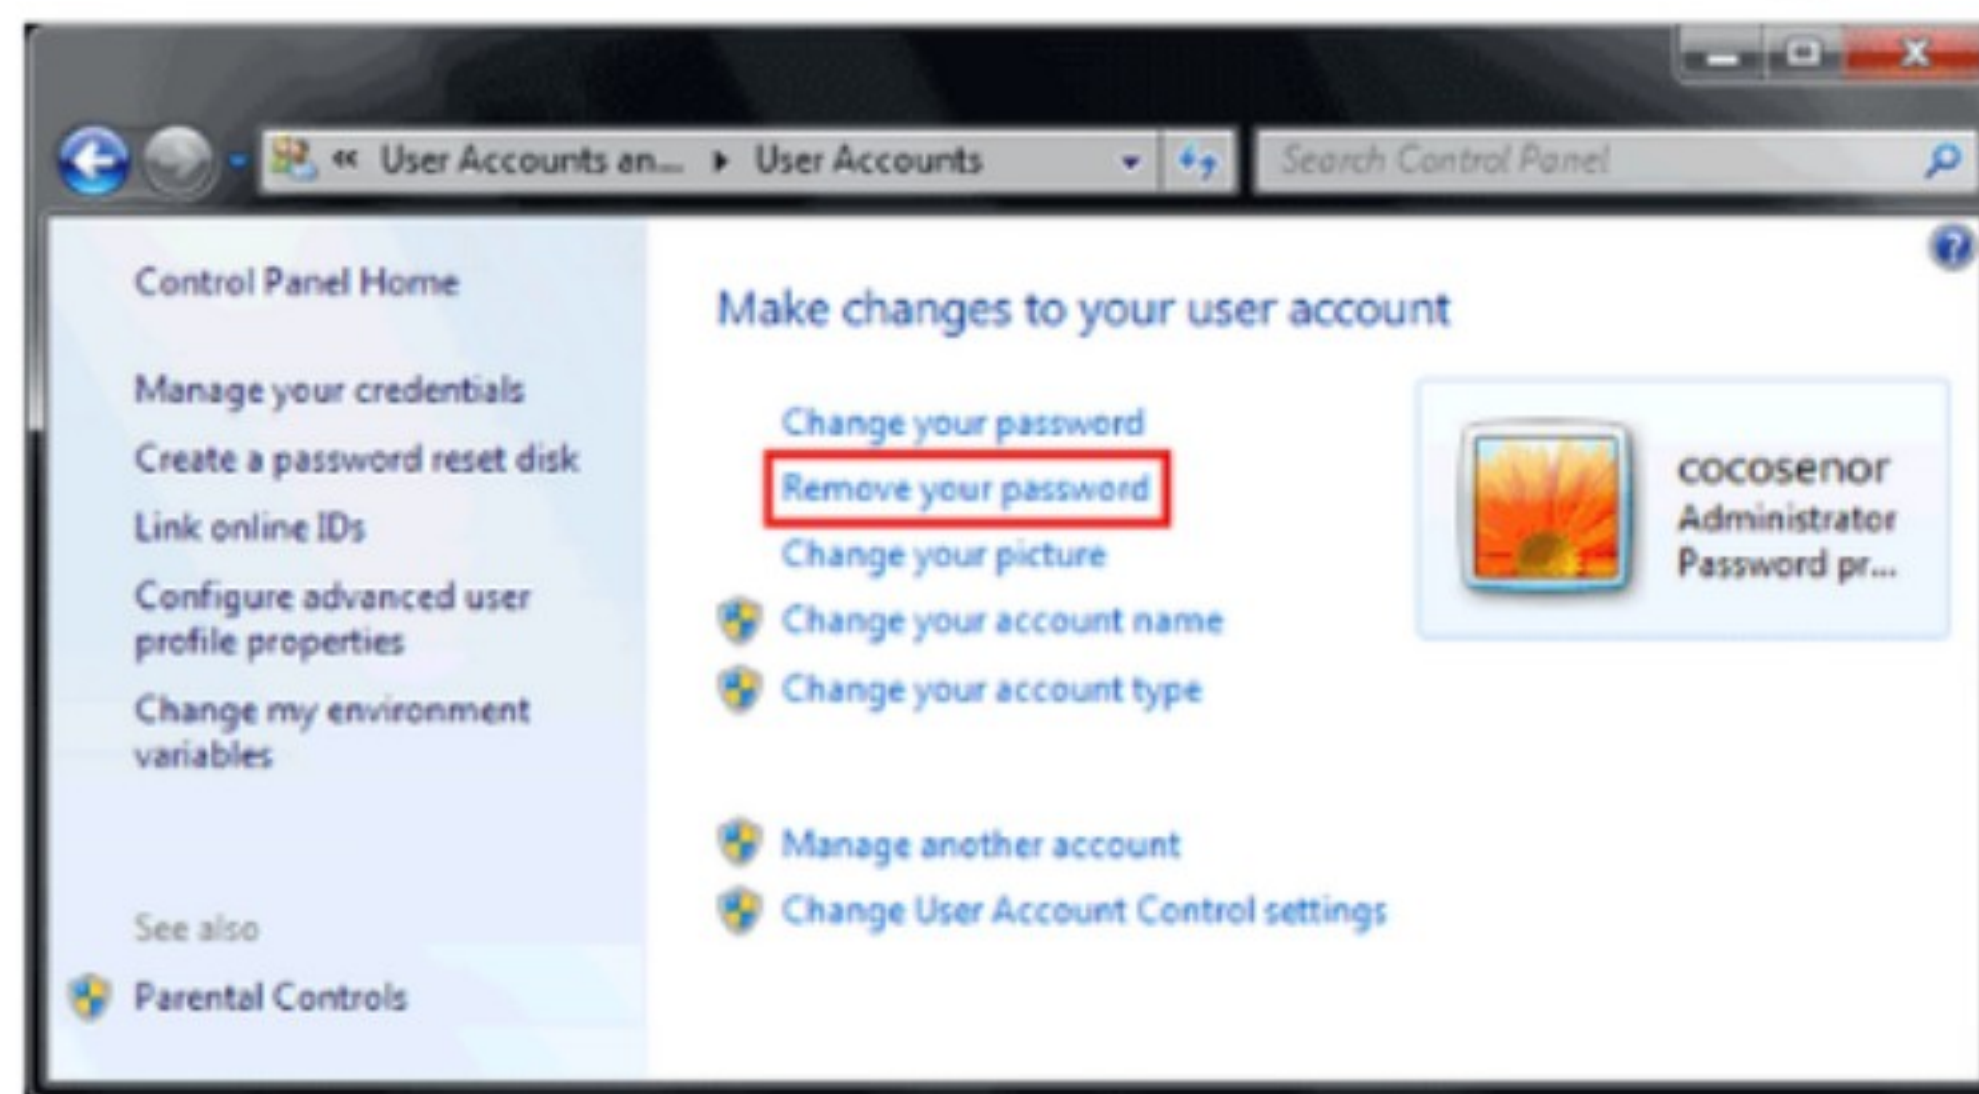 « User Accounts an... ▸ User Accounts
Search Control Panel
Control Panel Home
Manage your credentials
Create a password reset disk
Link online IDs
Configure advanced user
profile properties
Change my environment
variables
See also
Parental Controls
Make changes to your user account
Change your password
Remove your password
Change your picture
Change your account name
Change your account type
Manage another account
Change User Account Control settings
cocosenor
Administrator
Password pr...